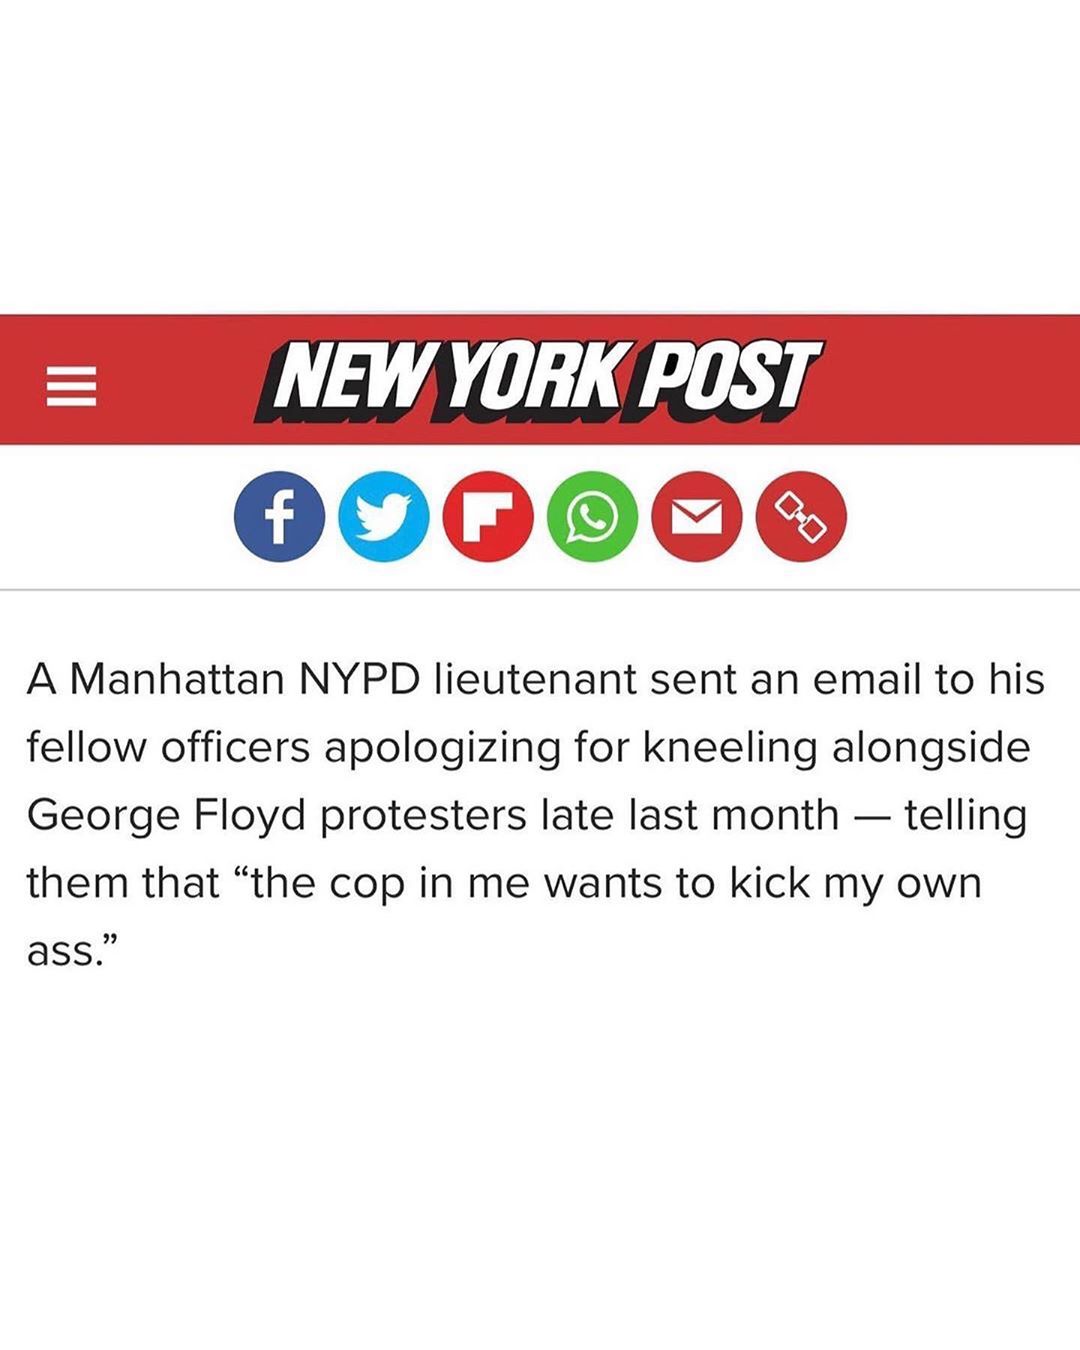 NEW YORK POST
A Manhattan NYPD lieutenant sent an email to his
fellow officers apologizing for kneeling alongside
George Floyd protesters late last month — telling
them that “the cop in me wants to kick my own
ass.”